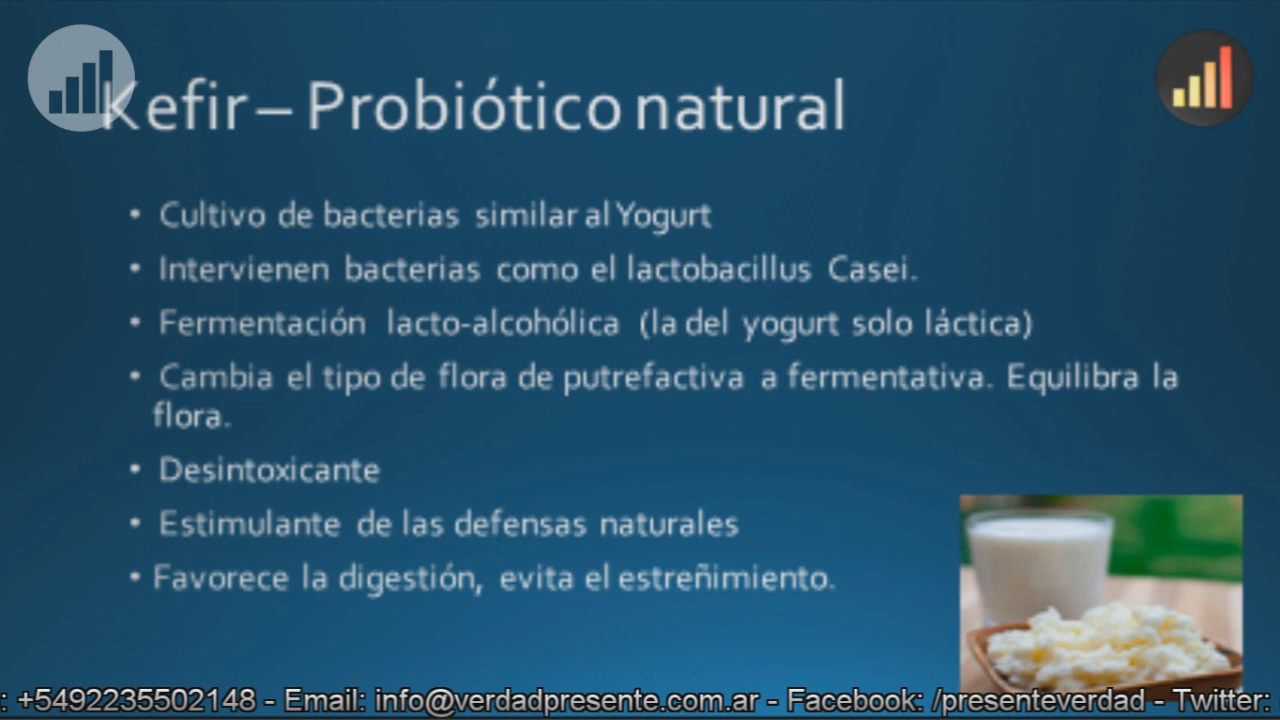 Kefir – Probiótico natural
• Cultivo de bacterias similar al Yogurt
• Intervienen bacterias como el lactobacillus Casei.
• Fermentación lacto-alcohólica (la del yogurt solo láctica)
• Cambia el tipo de flora de putrefactiva a fermentativa. Equilibra la
flora.
• Desintoxicante
• Estimulante de las defensas naturales
• Favorece la digestión, evita el estreñimiento.
: +5492235502148 - Email: info@verdadpresente.com.ar - Facebook: /presenteverdad - Twitter: